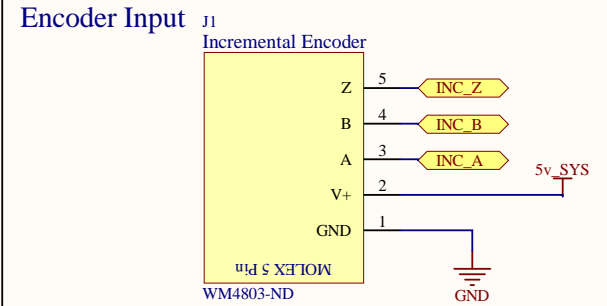 Encoder Input
J1
Incremental Encoder
Z 5 INC_Z
B 4 INC_B
A 3 INC_A
5v_SYS
V+ 2
GND 1
MOLEX 5 Pin
WM4803-ND
GND